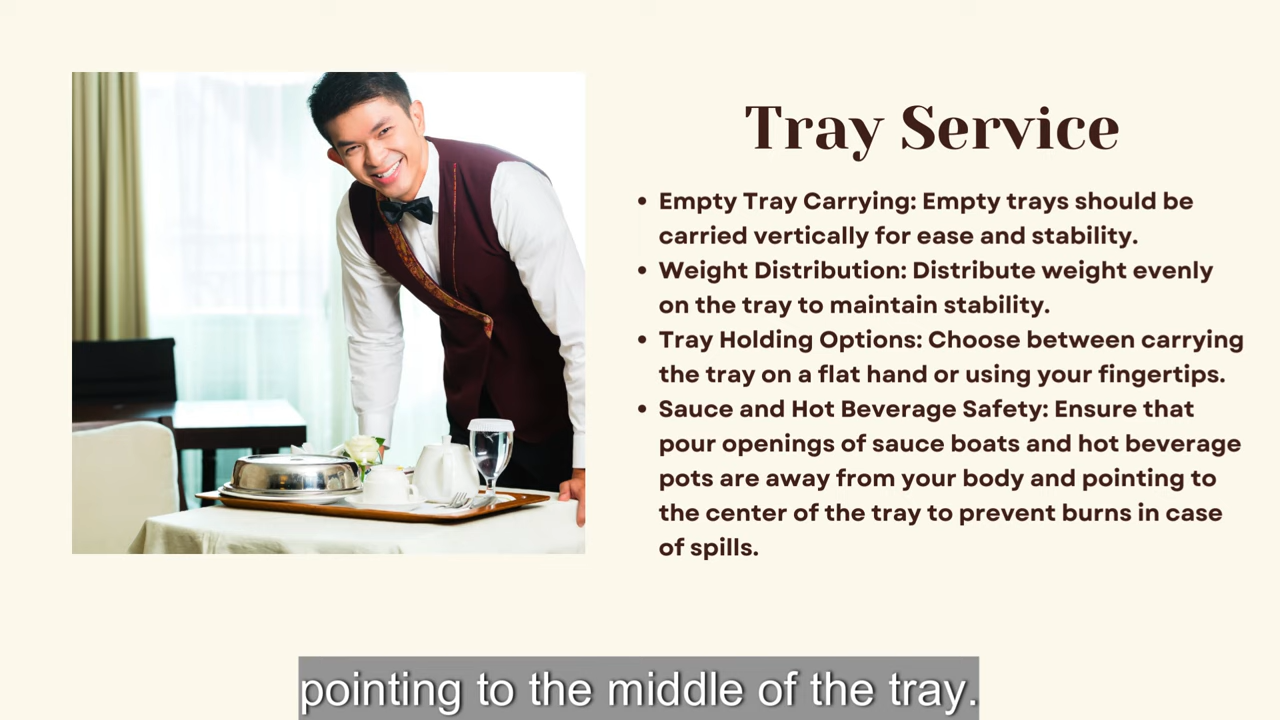 Tray Service
• Empty Tray Carrying: Empty trays should be
carried vertically for ease and stability.
• Weight Distribution: Distribute weight evenly
on the tray to maintain stability.
• Tray Holding Options: Choose between carrying
the tray on a flat hand or using your fingertips.
• Sauce and Hot Beverage Safety: Ensure that
pour openings of sauce boats and hot beverage
pots are away from your body and pointing to
the center of the tray to prevent burns in case
of spills.
pointing to the middle of the tray.